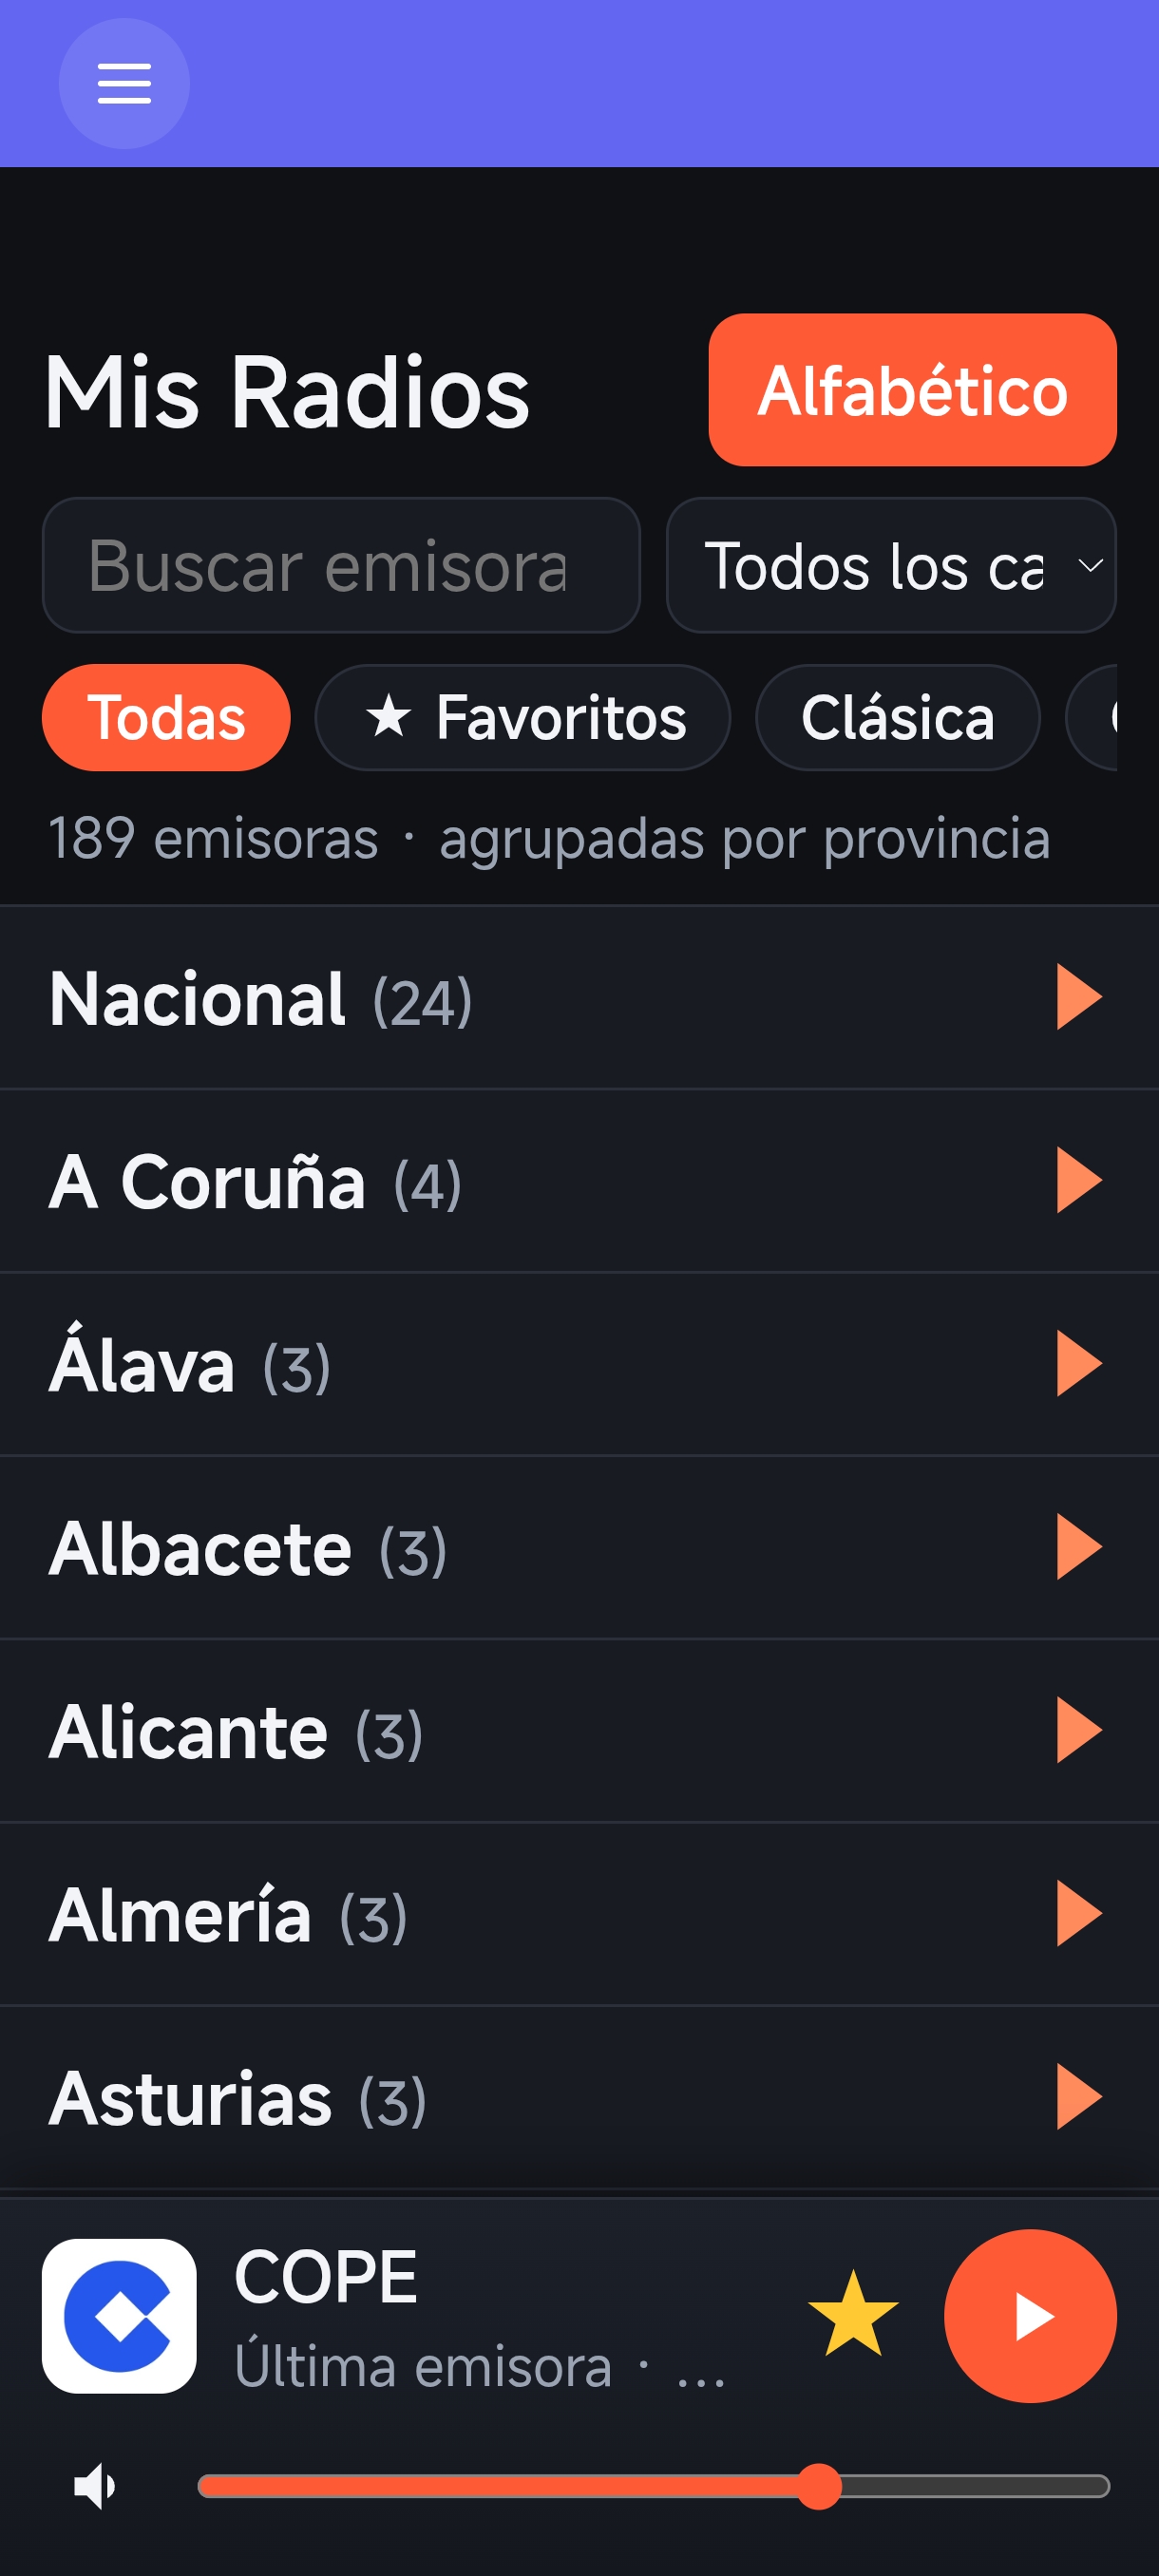 Mis Radios
Alfabético
Buscar emisora
Todos los ca
Todas
★ Favoritos
Clásica
189 emisoras · agrupadas por provincia
Nacional (24)
A Coruña (4)
Álava (3)
Albacete (3)
Alicante (3)
Almería (3)
Asturias (3)
COPE
Última emisora · ...